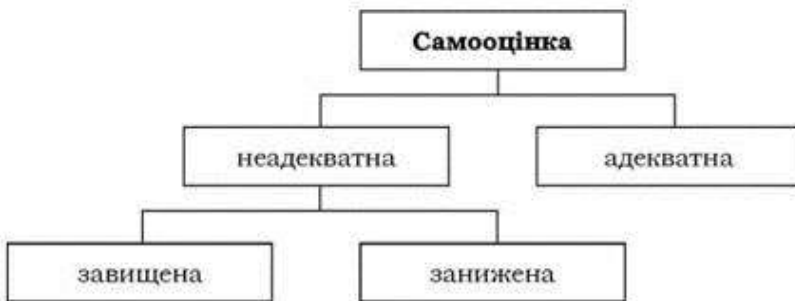 Самооцінка
неадекватна
адекватна
завищена
занижена